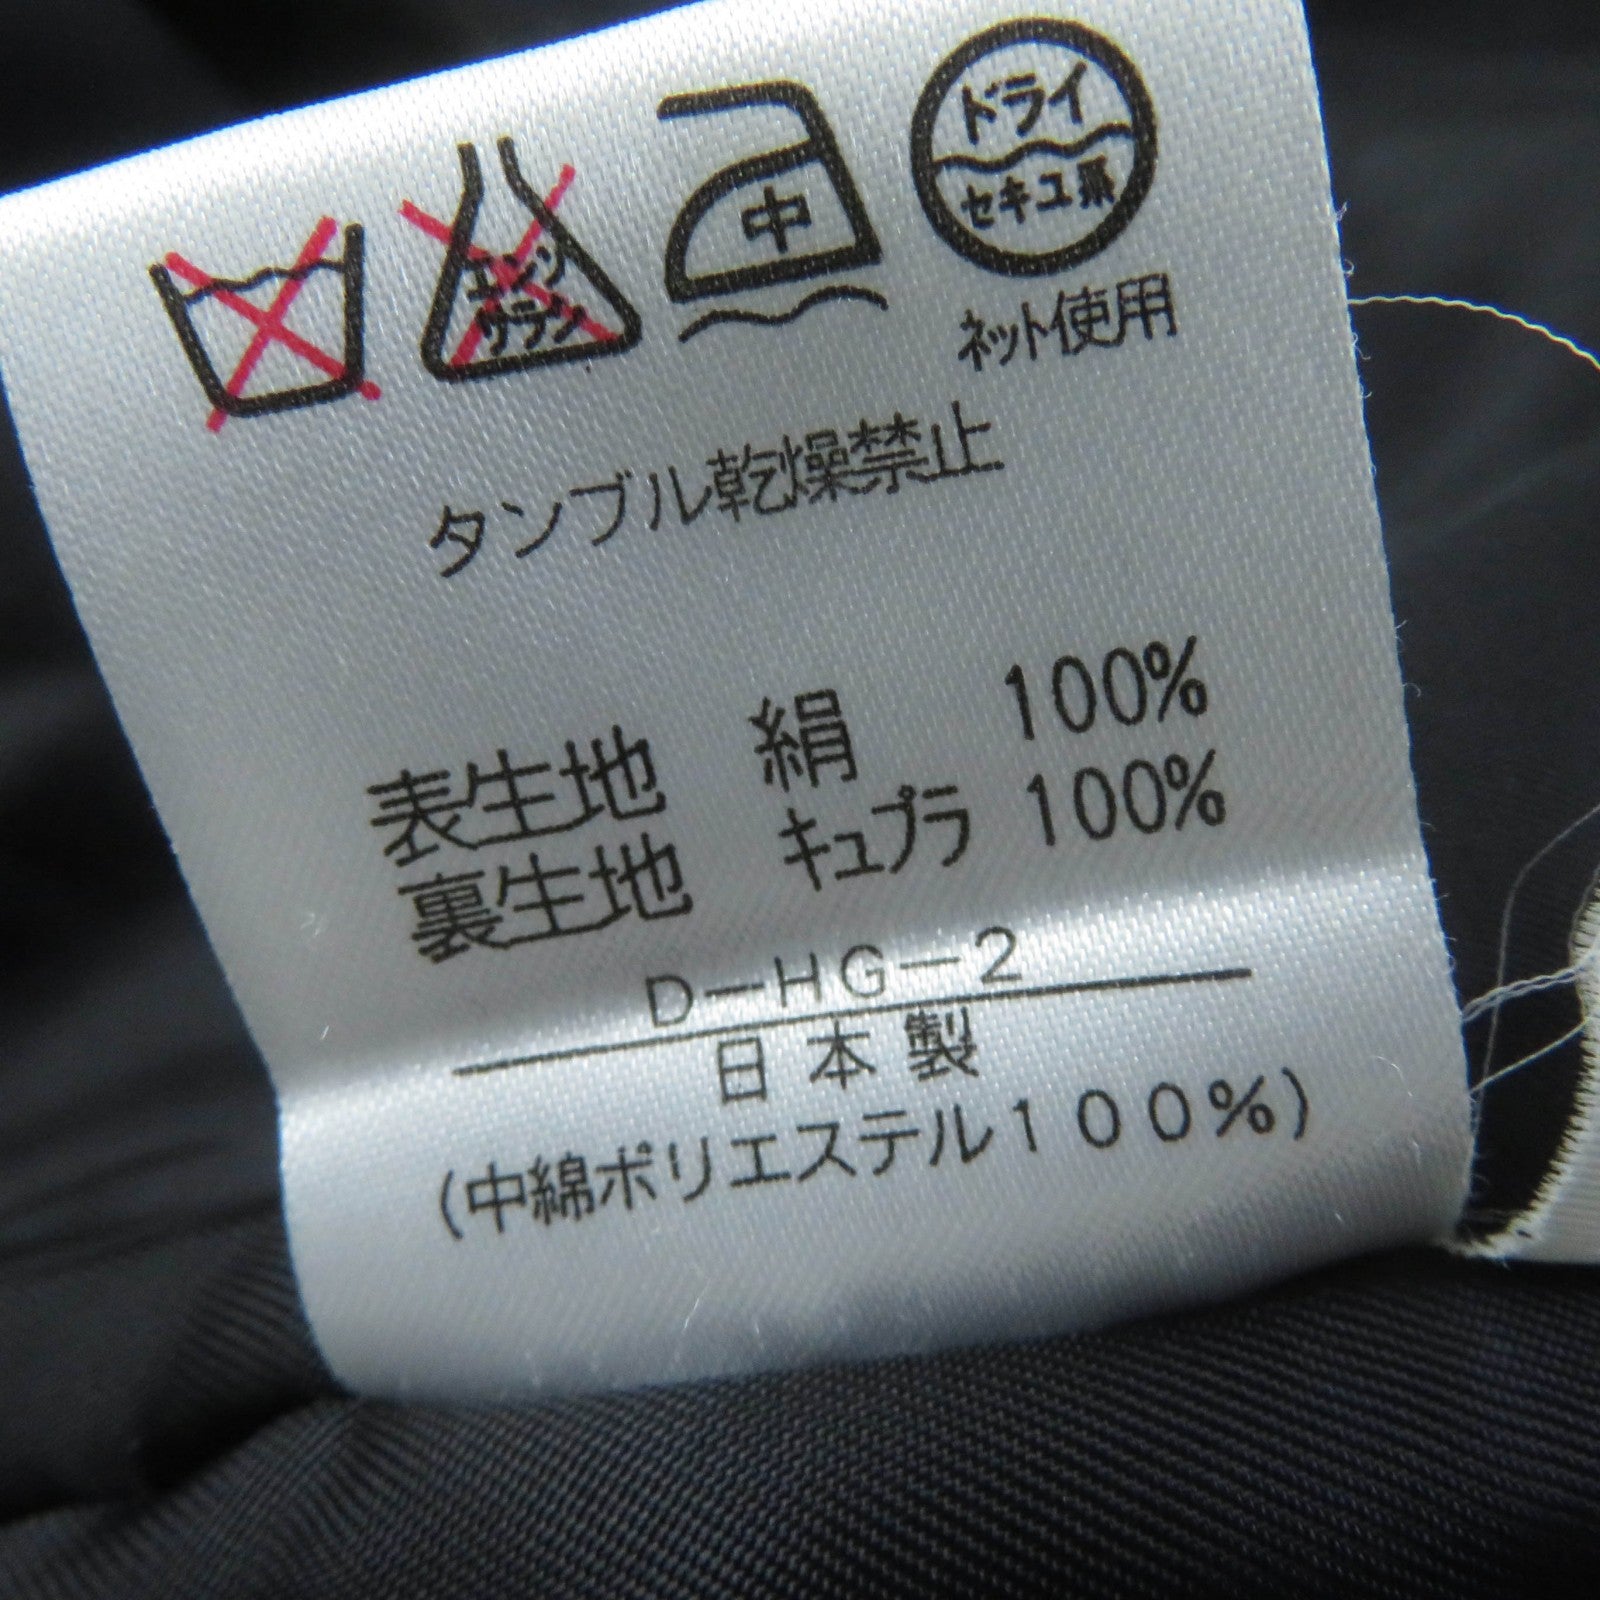 ドライ
セキユ系
中
エンソ
サラシ
ネット使用
タンブル乾燥禁止
表生地 絹 100%
裏生地 キュプラ 100%
D-HG-2
日本製
(中綿ポリエステル100%)